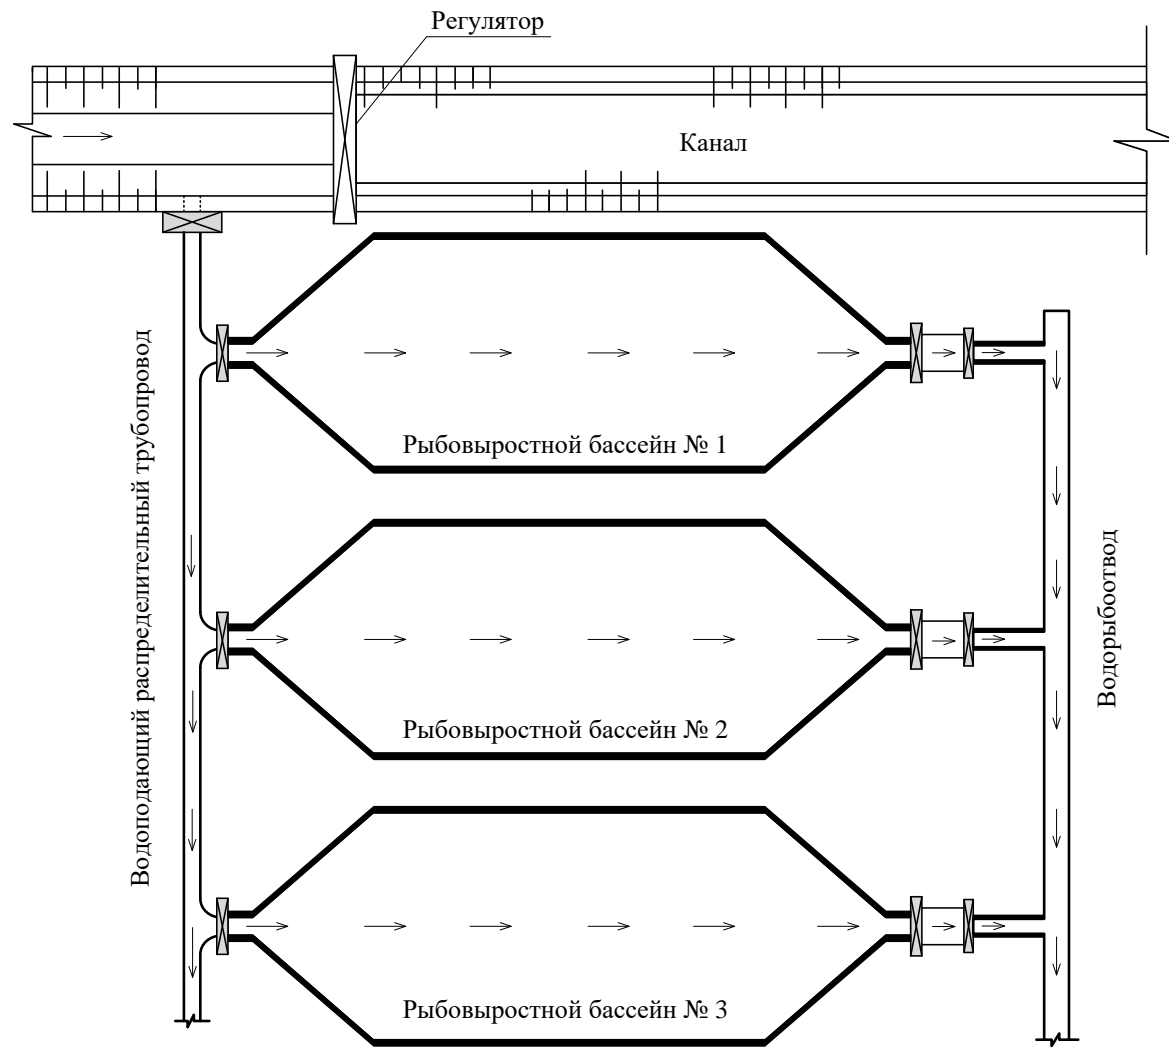 Регулятор
Канал
Водоподающий распределительный трубопровод
Рыбовыростной бассейн № 1
Рыбовыростной бассейн № 2
Рыбовыростной бассейн № 3
Водорыбоотвод